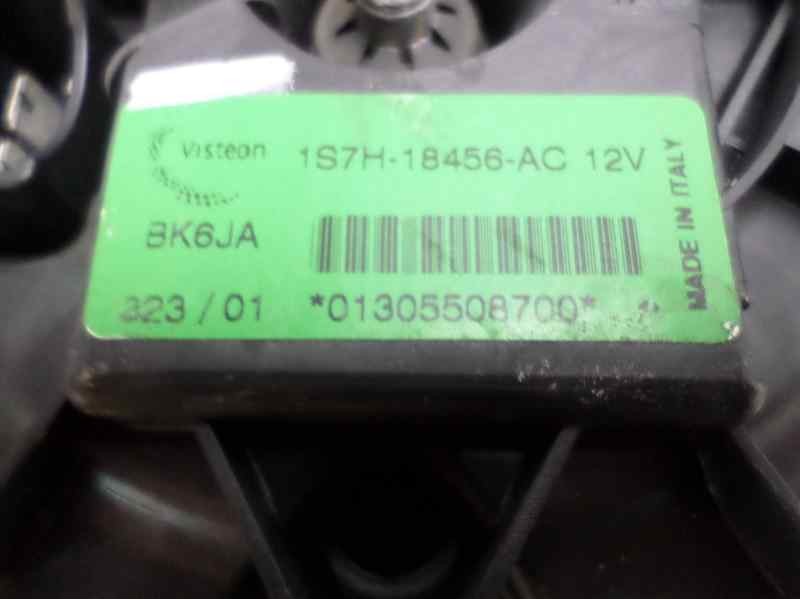 Visteon 1S7H-18456-AC 12V
BK6JA
323/01 *01305508700*
MADE IN ITALY